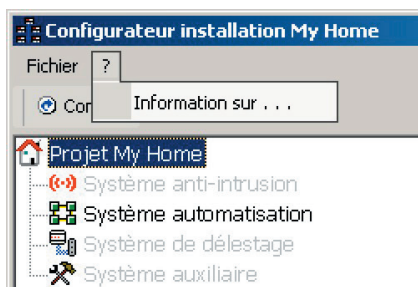 Configurateur installation My Home
Fichier ?
Information sur . . .
Projet My Home
Système anti-intrusion
Système automatisation
Système de délestage
Système auxiliaire